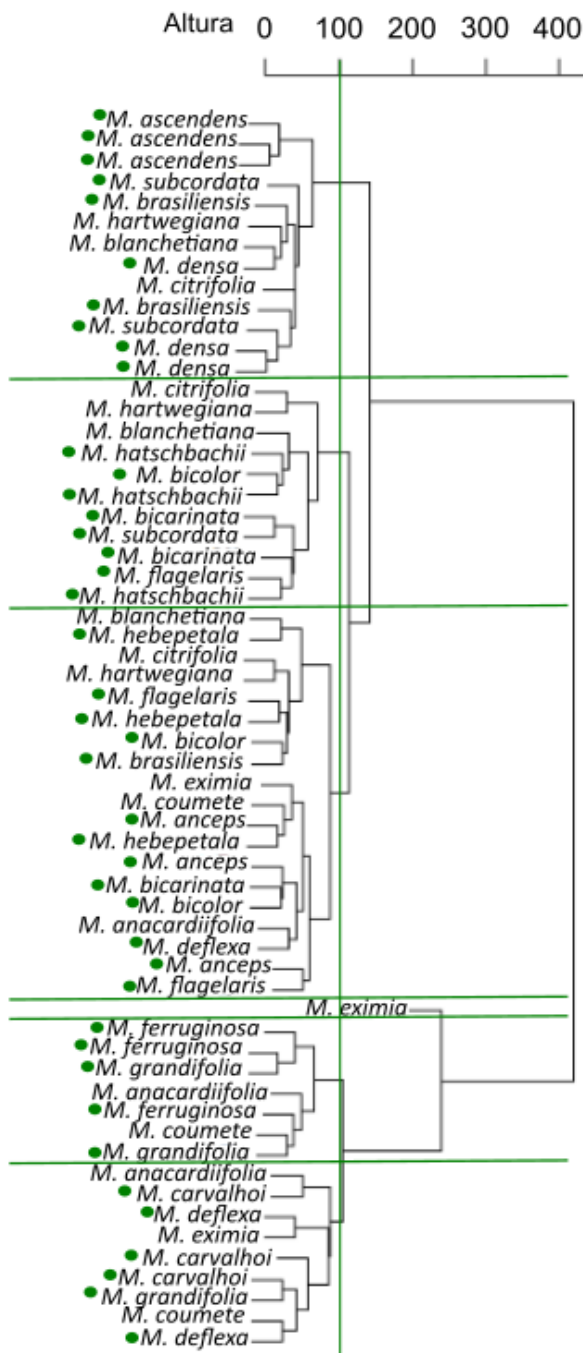 Altura 0 100 200 300 400
M. ascendens
M. ascendens
M. ascendens
M. subcordata
M. brasiliensis
M. hartwegiana
M. blanchetiana
M. densa
M. citrifolia
M. brasiliensis
M. subcordata
M. densa
M. densa
M. citrifolia
M. hartwegiana
M. blanchetiana
M. hatschbachii
M. bicolor
M. hatschbachii
M. bicarinata
M. subcordata
M. bicarinata
M. flagelaris
M. hatschbachii
M. blanchetiana
M. hebepetala
M. citrifolia
M. hartwegiana
M. flagelaris
M. hebepetala
M. bicolor
M. brasiliensis
M. eximia
M. coumete
M. anceps
M. hebepetala
M. anceps
M. bicarinata
M. bicolor
M. anacardiifolia
M. deflexa
M. anceps
M. flagelaris
M. eximia
M. ferruginosa
M. ferruginosa
M. grandifolia
M. anacardiifolia
M. ferruginosa
M. coumete
M. grandifolia
M. anacardiifolia
M. carvalhoi
M. deflexa
M. eximia
M. carvalhoi
M. carvalhoi
M. grandifolia
M. coumete
M. deflexa